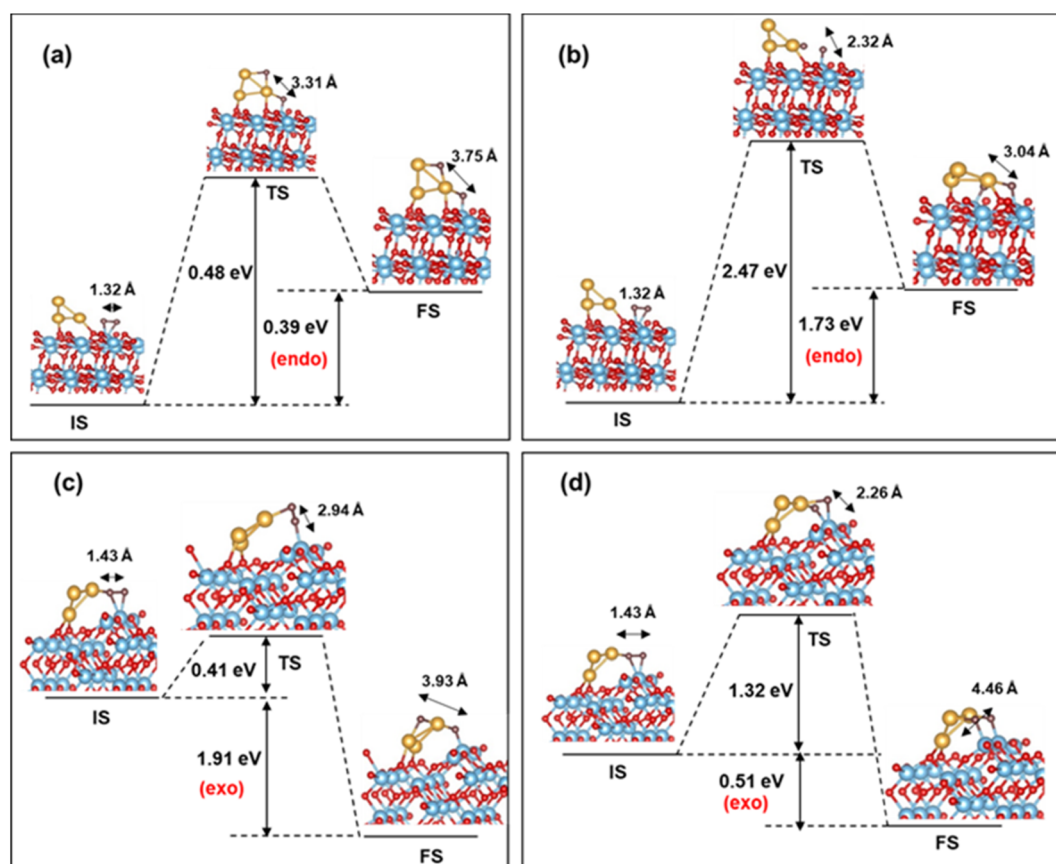 (a)
3.31 Å
TS
3.75 Å
0.48 eV
1.32 Å
0.39 eV
(endo)
FS
IS
(b)
2.32 Å
TS
3.04 Å
2.47 eV
1.32 Å
1.73 eV
(endo)
FS
IS
(c)
2.94 Å
1.43 Å
TS
0.41 eV
IS
3.93 Å
1.91 eV
(exo)
FS
(d)
2.26 Å
1.43 Å
TS
1.32 eV
4.46 Å
IS
0.51 eV
(exo)
FS